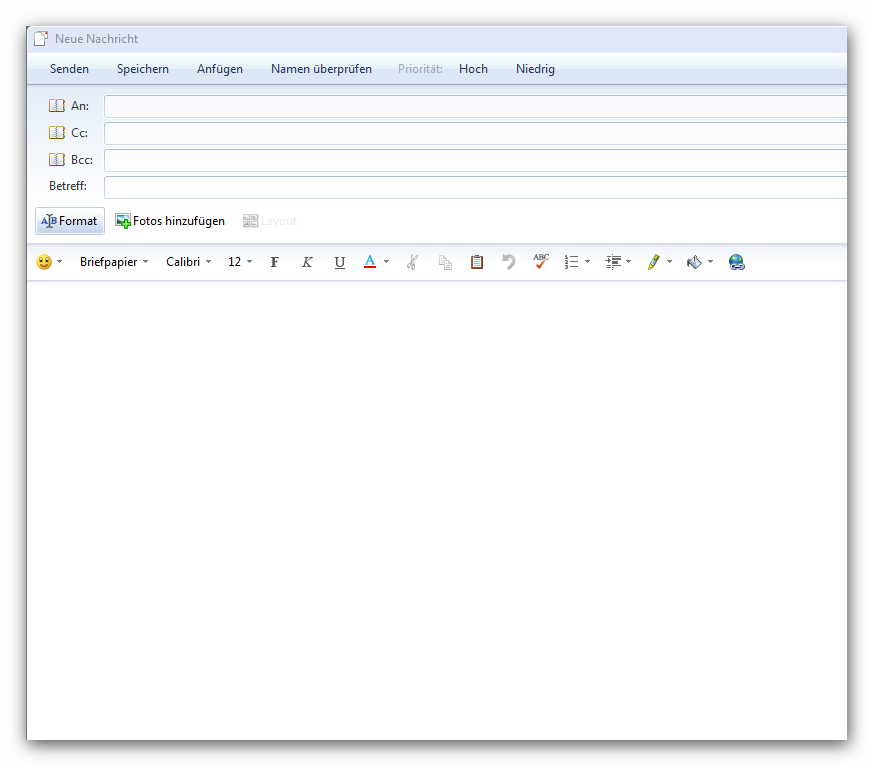 Neue Nachricht
Senden Speichern Anfügen Namen überprüfen Priorität: Hoch Niedrig
An:
Cc:
Bcc:
Betreff:
AB Format Fotos hinzufügen Layout
Briefpapier Calibri 12 F K U A ABC